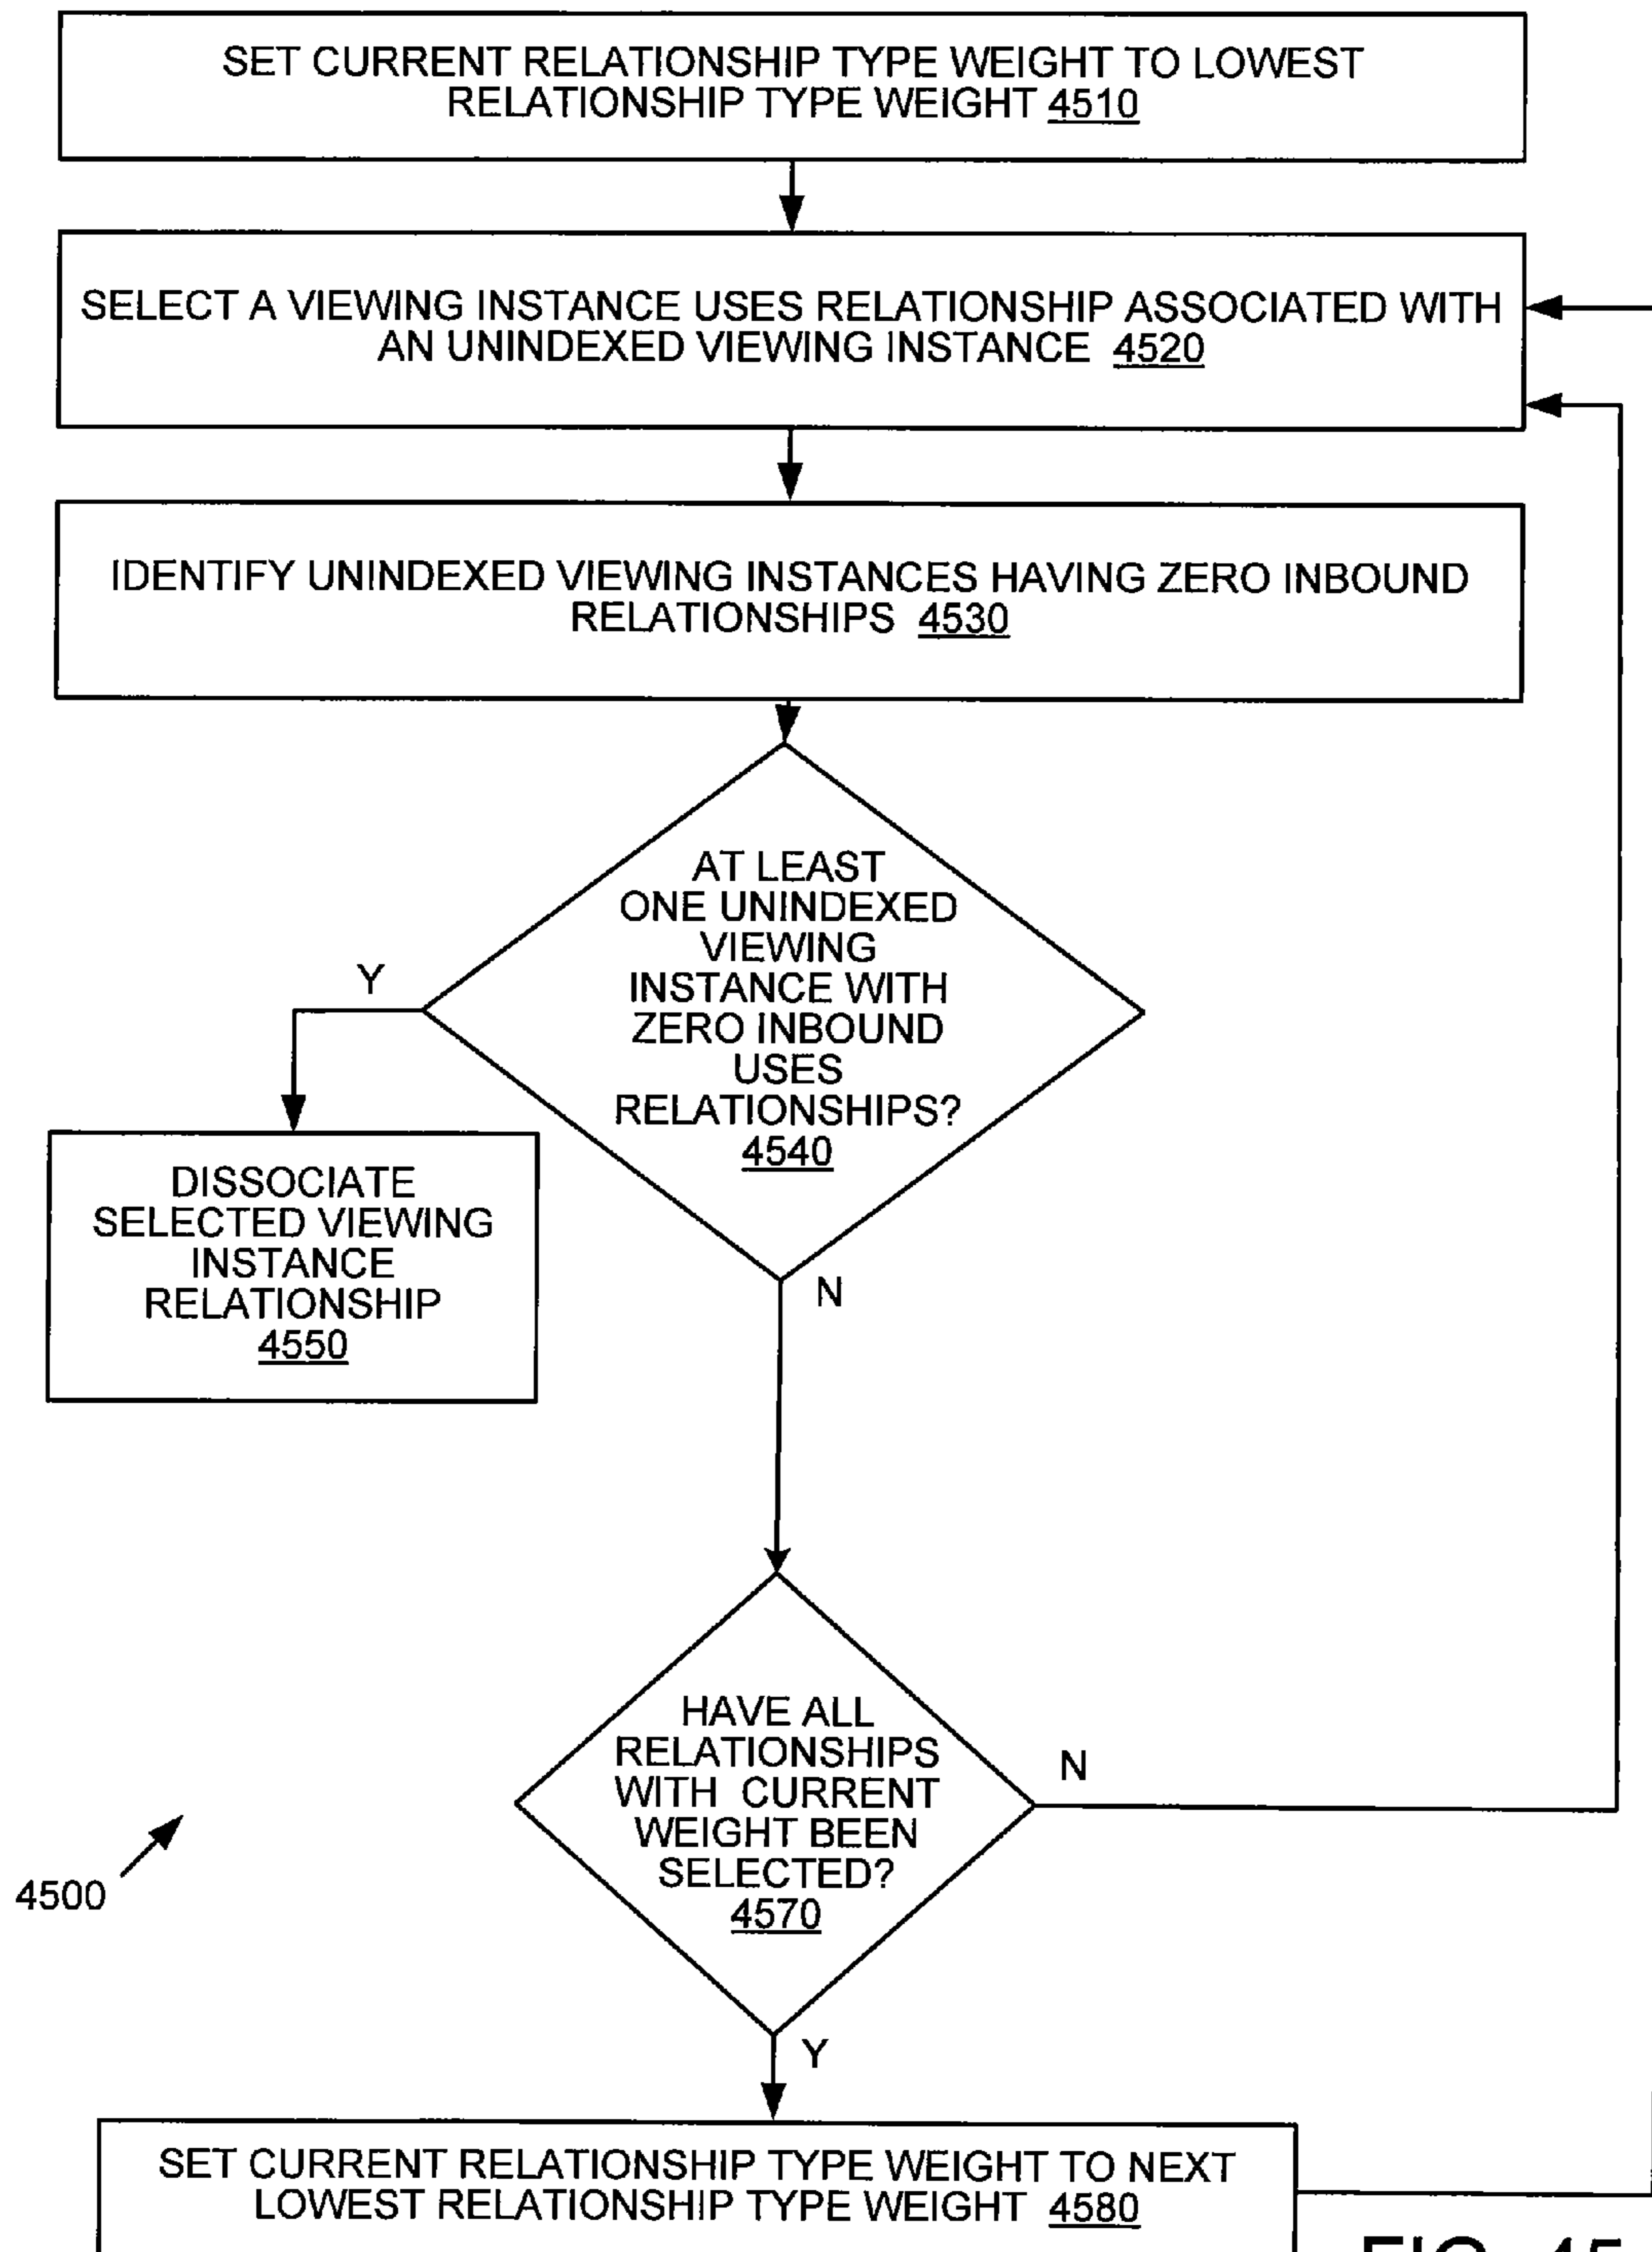 SET CURRENT RELATIONSHIP TYPE WEIGHT TO LOWEST
RELATIONSHIP TYPE WEIGHT 4510
SELECT A VIEWING INSTANCE USES RELATIONSHIP ASSOCIATED WITH
AN UNINDEXED VIEWING INSTANCE 4520
IDENTIFY UNINDEXED VIEWING INSTANCES HAVING ZERO INBOUND
RELATIONSHIPS 4530
AT LEAST
ONE UNINDEXED
VIEWING
INSTANCE WITH
ZERO INBOUND
USES
RELATIONSHIPS?
4540
Y
DISSOCIATE
SELECTED VIEWING
INSTANCE
RELATIONSHIP
4550
N
HAVE ALL
RELATIONSHIPS
WITH CURRENT
WEIGHT BEEN
SELECTED?
4570
N
4500
Y
SET CURRENT RELATIONSHIP TYPE WEIGHT TO NEXT
LOWEST RELATIONSHIP TYPE WEIGHT 4580
FIG. 45